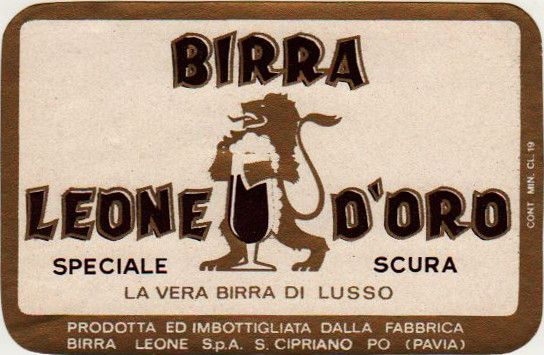 BIRRA
LEONE D'ORO
SPECIALE SCURA
LA VERA BIRRA DI LUSSO
PRODOTTA ED IMBOTTIGLIATA DALLA FABBRICA
BIRRA LEONE S.p.A. S. CIPRIANO PO (PAVIA)
CONT MIN. CL 19